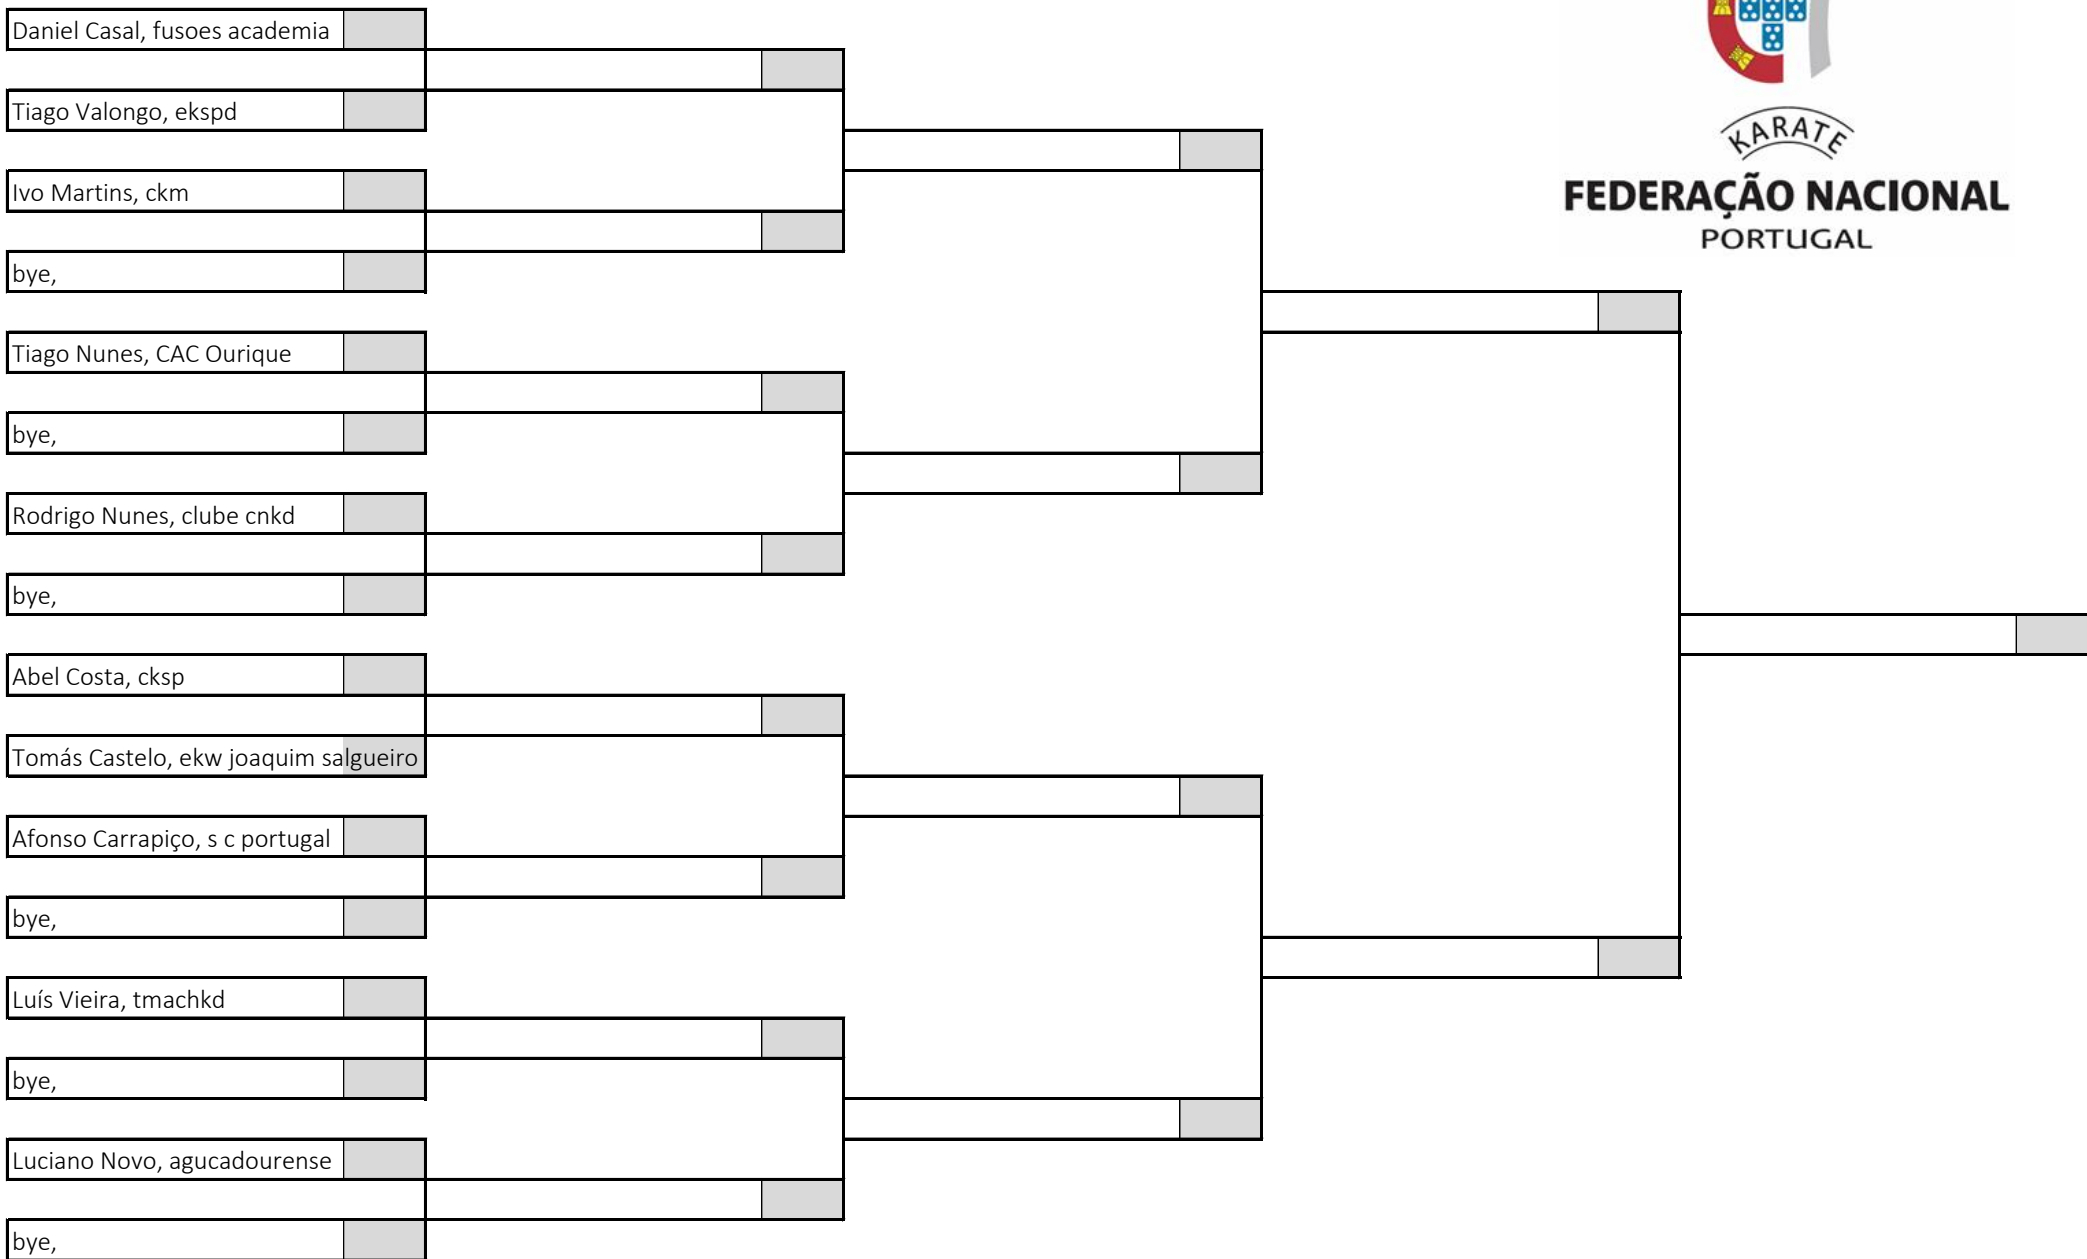 Daniel Casal, fusoes academia
Tiago Valongo, ekspd
Ivo Martins, ckm
bye,
Tiago Nunes, CAC Ourique
bye,
Rodrigo Nunes, clube cnkd
bye,
Abel Costa, cksp
Tomás Castelo, ekw joaquim salgueiro
Afonso Carrapiço, s c portugal
bye,
Luís Vieira, tmachkd
bye,
Luciano Novo, agucadourense
bye,
KARATE
FEDERAÇÃO NACIONAL
PORTUGAL